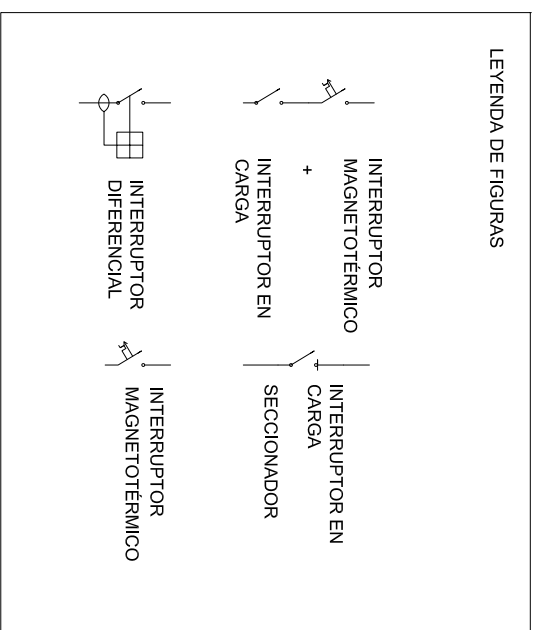 LEYENDA DE FIGURAS
INTERRUPTOR
MAGNETOTÉRMICO
+
INTERRUPTOR EN
CARGA
INTERRUPTOR EN
CARGA
SECCIONADOR
INTERRUPTOR
DIFERENCIAL
INTERRUPTOR
MAGNETOTÉRMICO